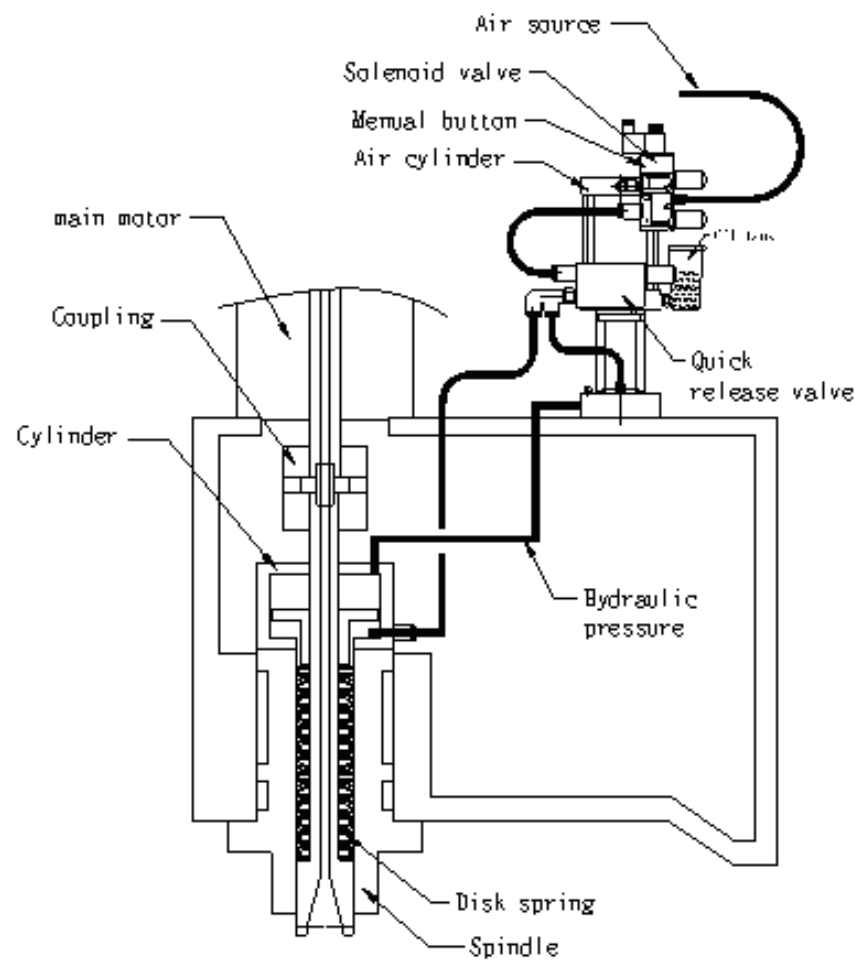 Air source
Solenoid valve
Memual button
Air cylinder
main motor
Coupling
Quick
release valve
Cylinder
Bydraulic
pressure
Disk spring
Spindle